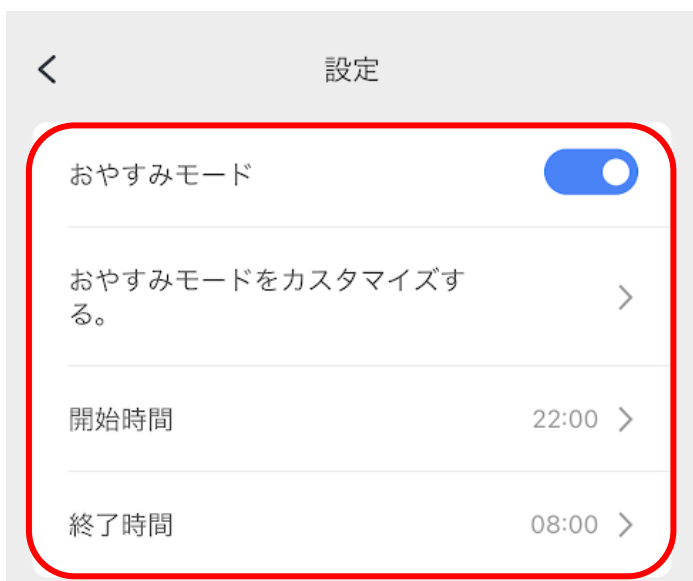 設定
おやすみモード
おやすみモードをカスタマイズす
る。
開始時間 22:00
終了時間 08:00